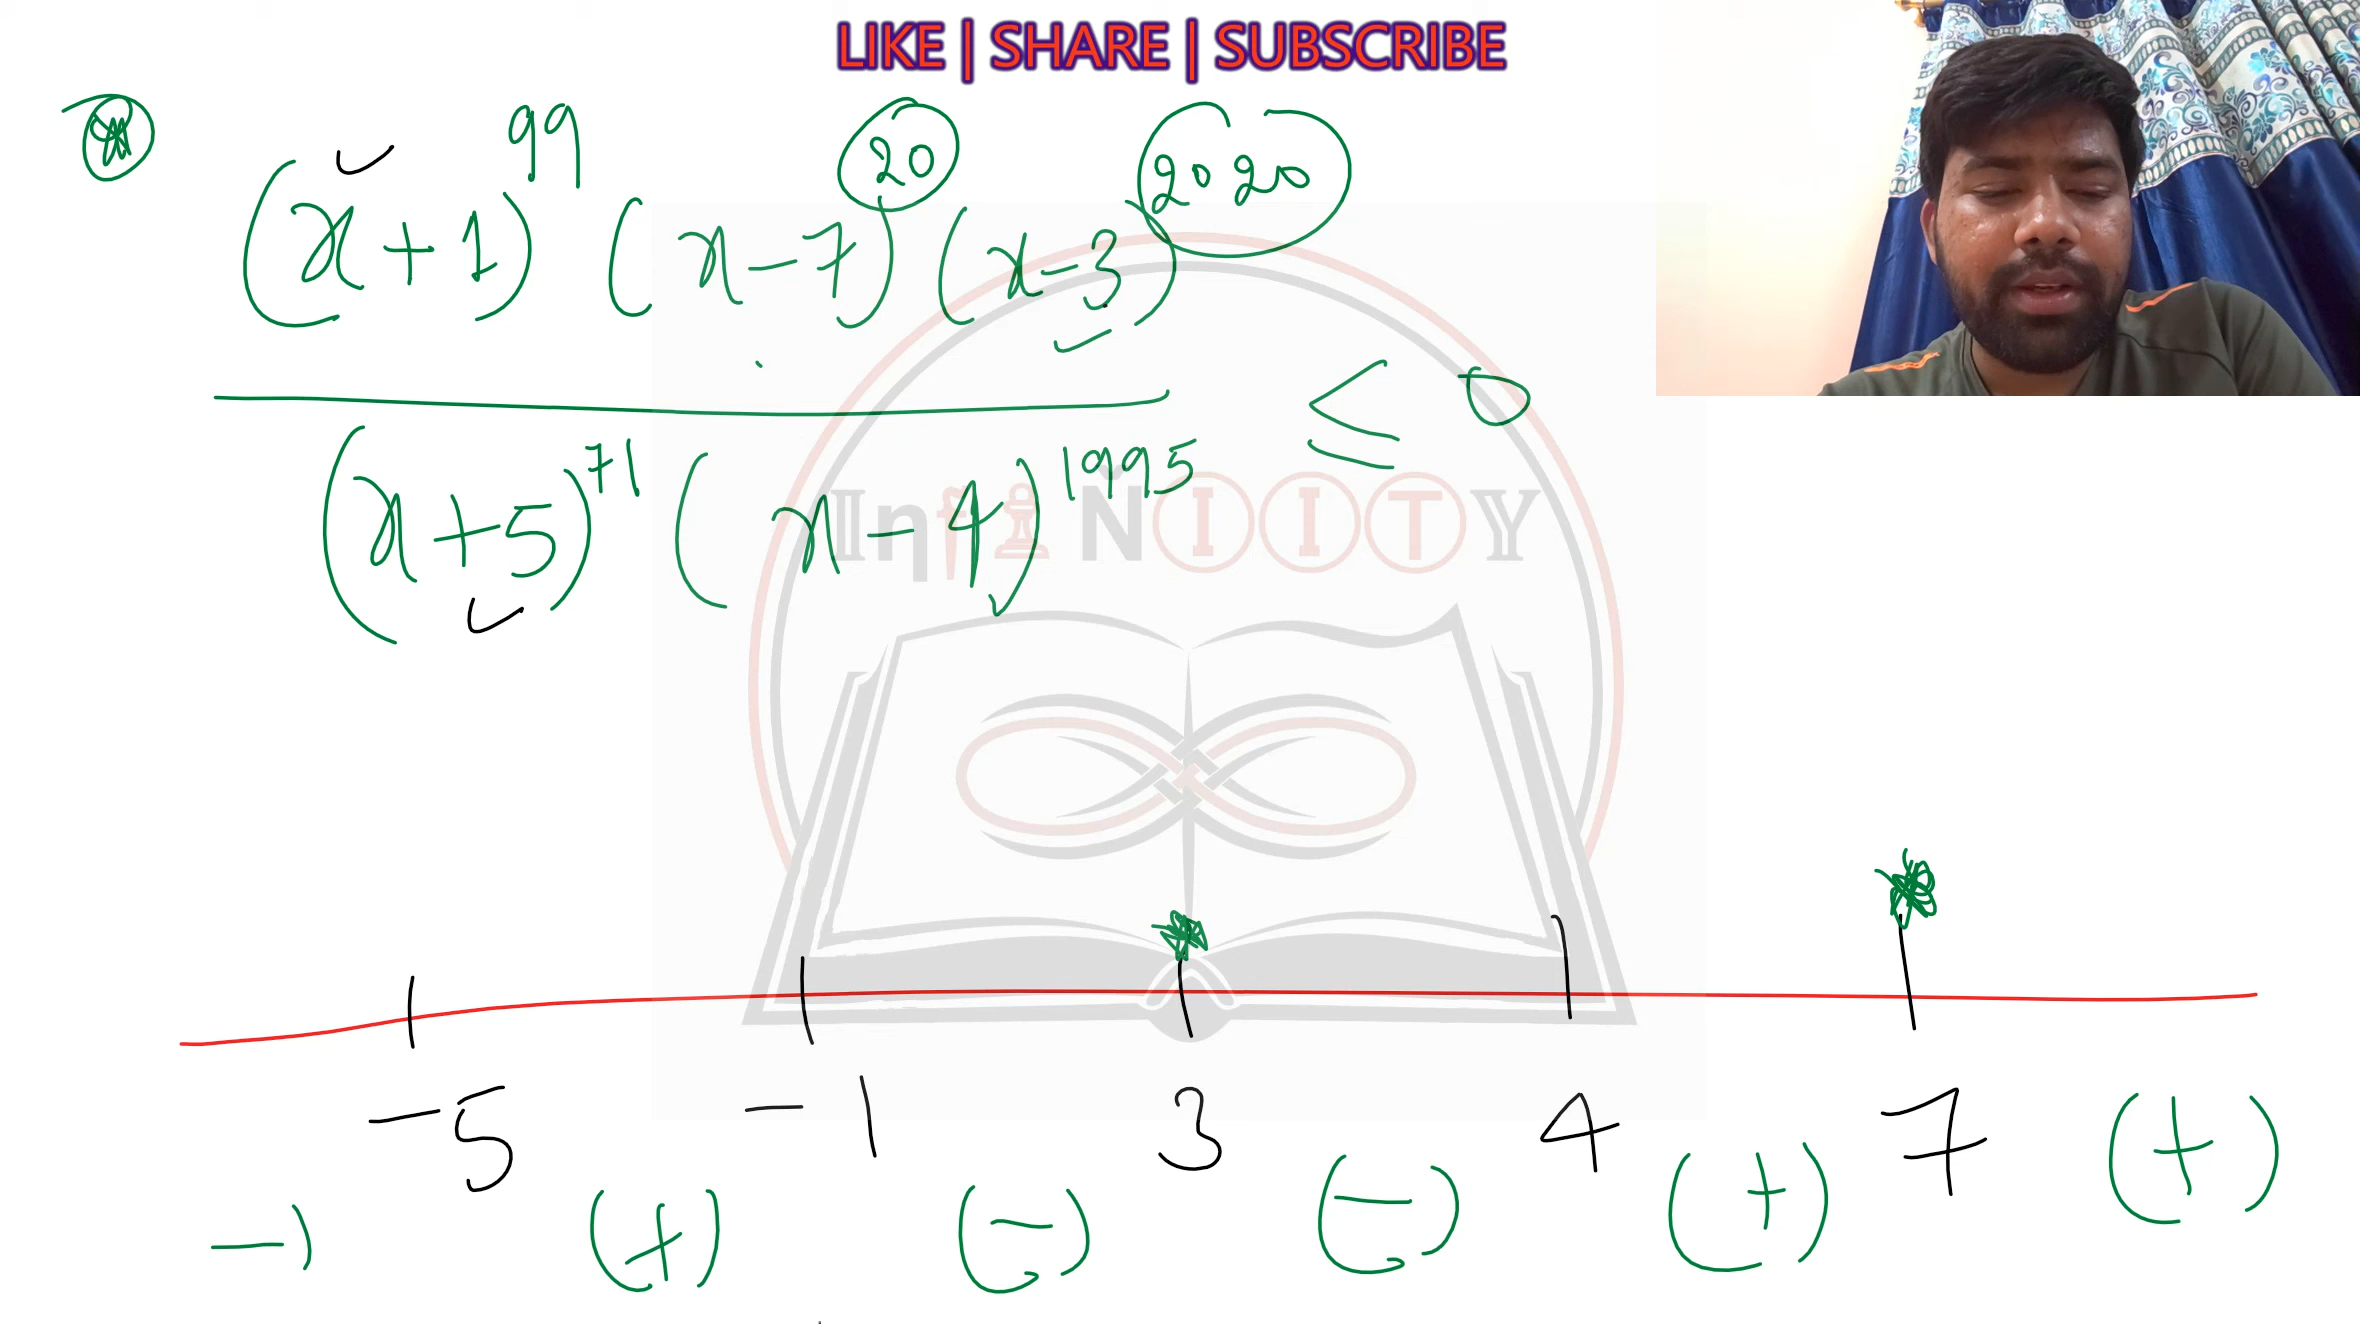 LIKE | SHARE | SUBSCRIBE
(x+1)^99 (x-7)^20 (x-3)^2020
(x+5)^71 (x-4)^1995
≤ 0
InfiNIITY
-5 -1 3 4 7
-) (+) (-) (-) (+) (+)